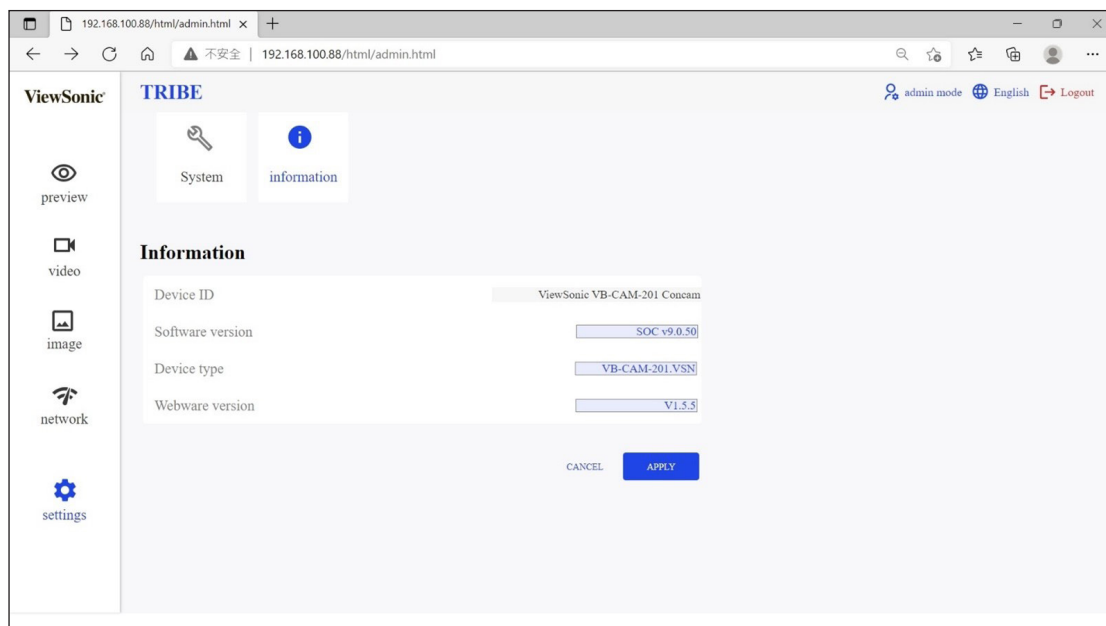 192.168.100.88/html/admin.html
不安全 | 192.168.100.88/html/admin.html
ViewSonic
TRIBE
admin mode English Logout
System information
preview
video
image
network
settings
Information
Device ID ViewSonic VB-CAM-201 Concam
Software version SOC v9.0.50
Device type VB-CAM-201.VSN
Webware version V1.5.5
CANCEL APPLY